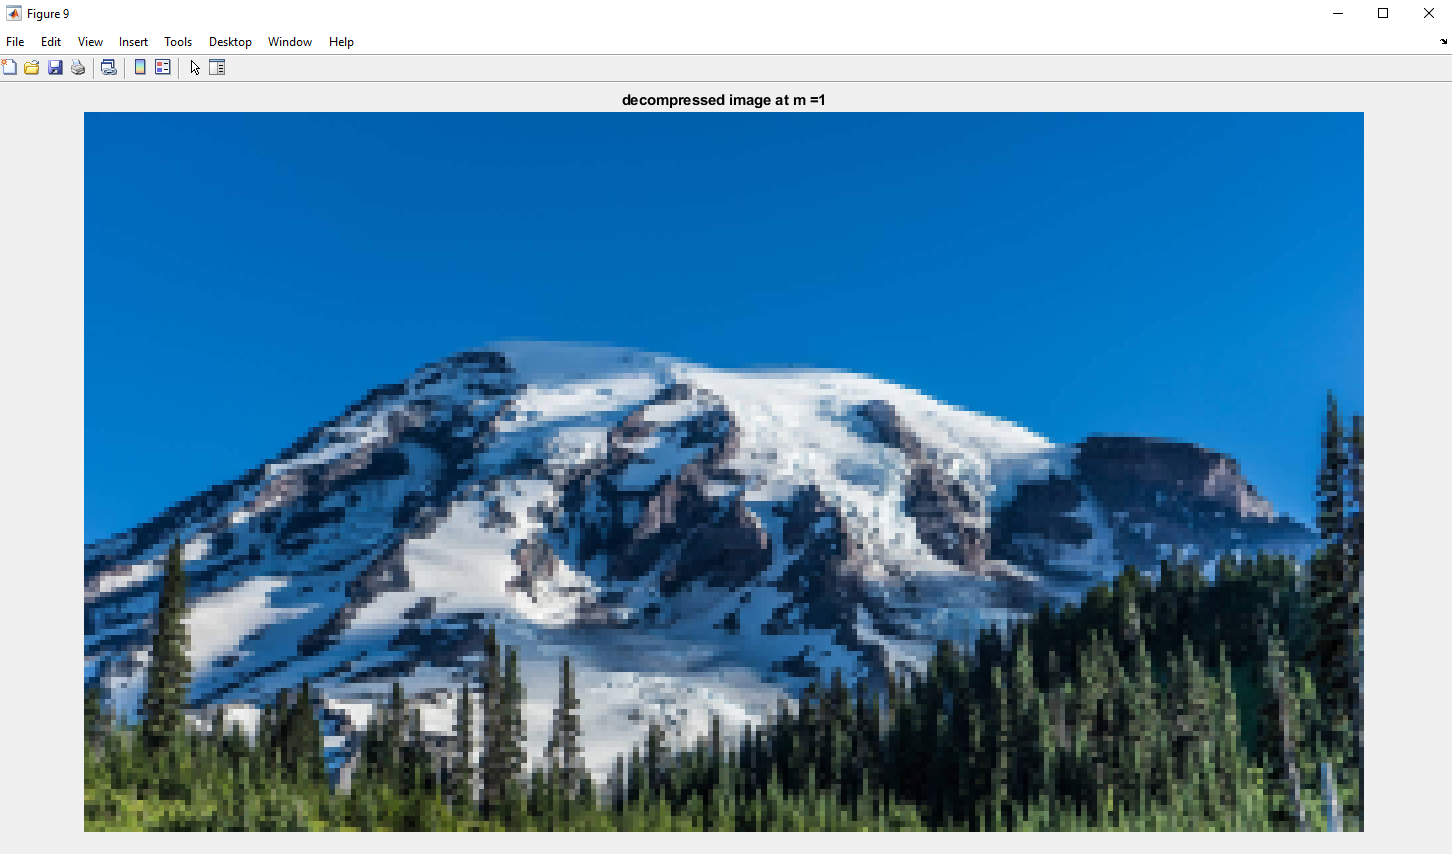 Figure 9
File Edit View Insert Tools Desktop Window Help
decompressed image at m =1